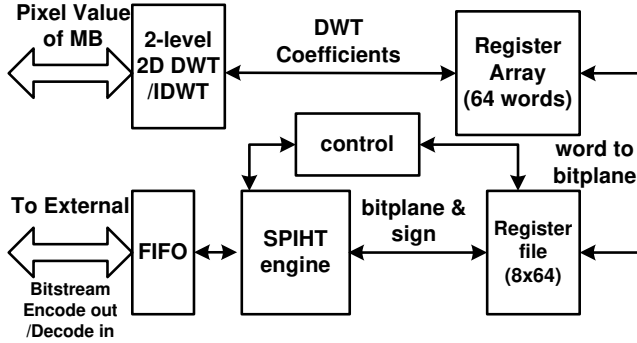 Pixel Value
of MB
2-level
2D DWT
/IDWT
DWT
Coefficients
Register
Array
(64 words)
control
word to
bitplane
To External
FIFO
SPIHT
engine
bitplane &
sign
Register
file
(8x64)
Bitstream
Encode out
/Decode in